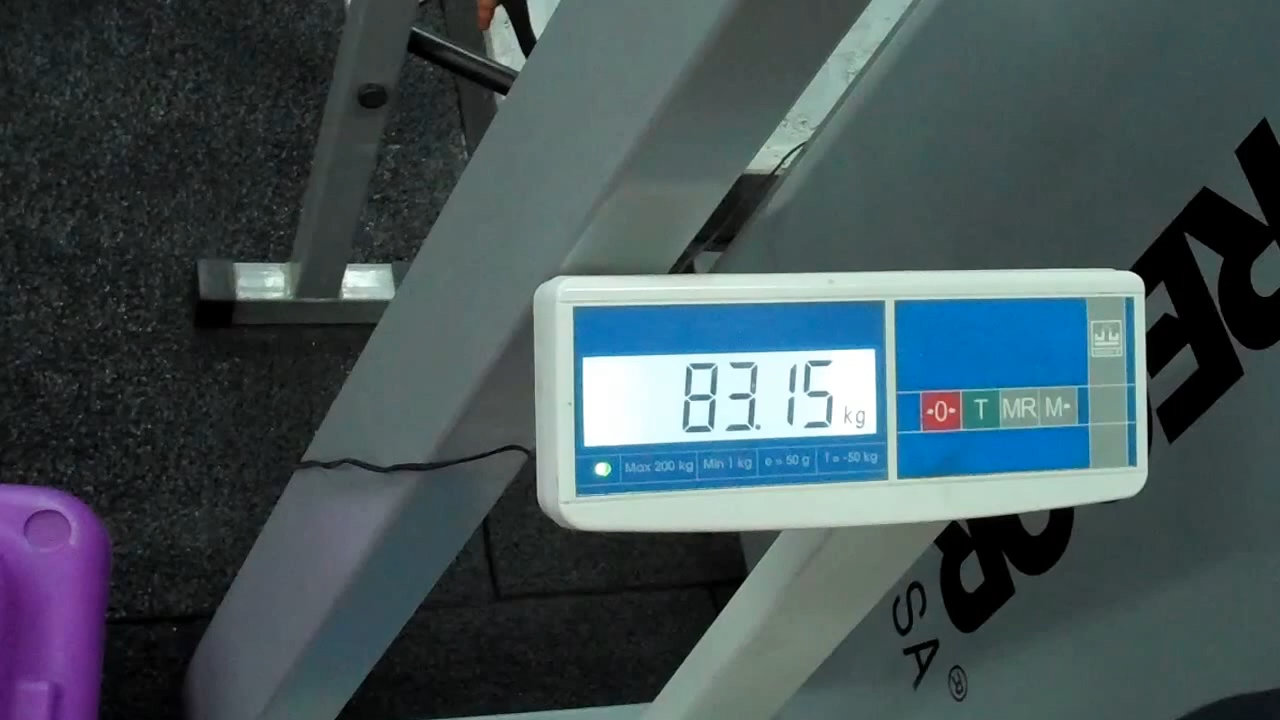 83.15 kg
Max 200 kg Min 1 kg e = 50 g T = -50 kg
0 T MR M
SA ®